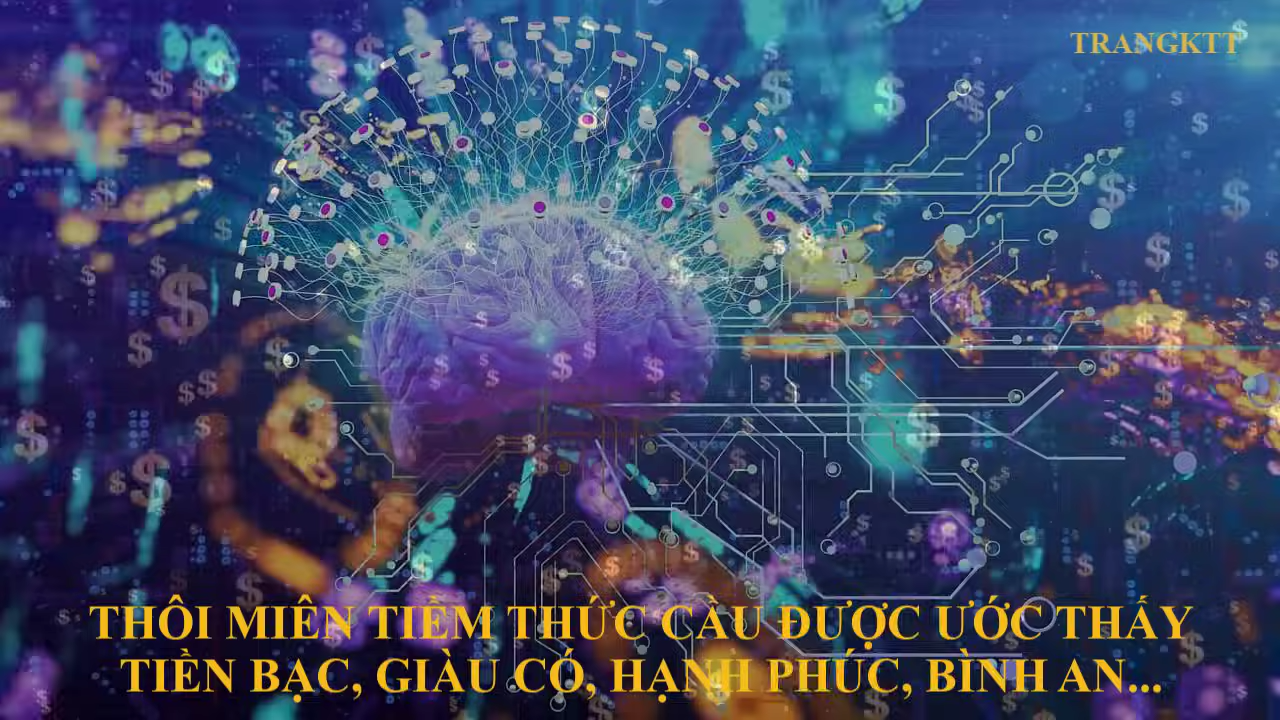 TRANGKTT
THÔI MIÊN TIỀM THỨC CẦU ĐƯỢC ƯỚC THẤY
TIỀN BẠC, GIÀU CÓ, HẠNH PHÚC, BÌNH AN...